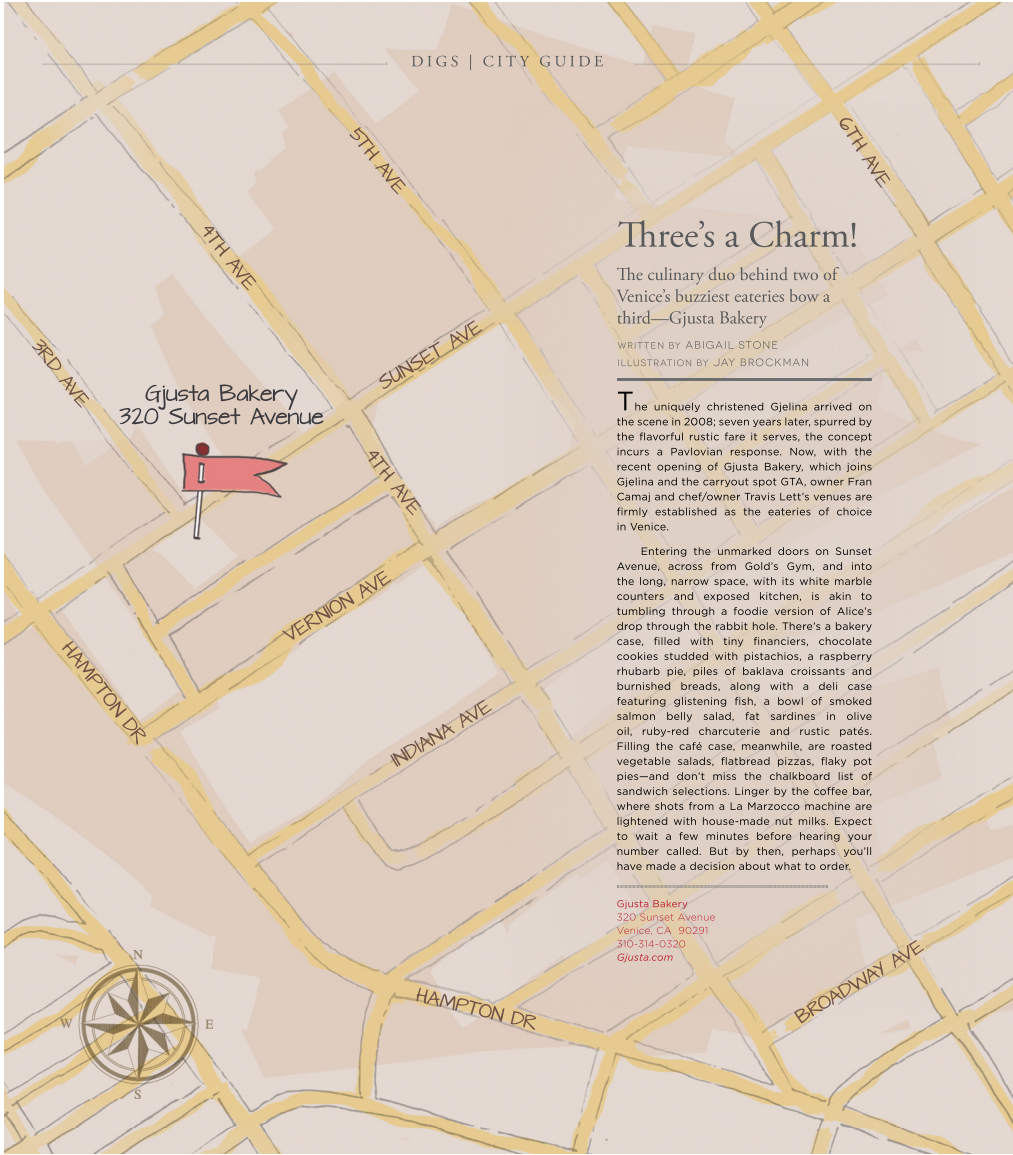 DIGS | CITY GUIDE
5TH AVE
6TH AVE
4TH AVE
3RD AVE
SUNSET AVE
Gjusta Bakery
320 Sunset Avenue
4TH AVE
VERNION AVE
HAMPTON DR
INDIANA AVE
HAMPTON DR
BROADWAY AVE
N
W
E
S
Three's a Charm!
The culinary duo behind two of
Venice's buzziest eateries bow a
third—Gjusta Bakery
WRITTEN BY ABIGAIL STONE
ILLUSTRATION BY JAY BROCKMAN
The uniquely christened Gjelina arrived on
the scene in 2008; seven years later, spurred by
the flavorful rustic fare it serves, the concept
incurs a Pavlovian response. Now, with the
recent opening of Gjusta Bakery, which joins
Gjelina and the carryout spot GTA, owner Fran
Camaj and chef/owner Travis Lett's venues are
firmly established as the eateries of choice
in Venice.
Entering the unmarked doors on Sunset
Avenue, across from Gold's Gym, and into
the long, narrow space, with its white marble
counters and exposed kitchen, is akin to
tumbling through a foodie version of Alice's
drop through the rabbit hole. There's a bakery
case, filled with tiny financiers, chocolate
cookies studded with pistachios, a raspberry
rhubarb pie, piles of baklava croissants and
burnished breads, along with a deli case
featuring glistening fish, a bowl of smoked
salmon belly salad, fat sardines in olive
oil, ruby-red charcuterie and rustic patés.
Filling the café case, meanwhile, are roasted
vegetable salads, flatbread pizzas, flaky pot
pies—and don't miss the chalkboard list of
sandwich selections. Linger by the coffee bar,
where shots from a La Marzocco machine are
lightened with house-made nut milks. Expect
to wait a few minutes before hearing your
number called. But by then, perhaps you'll
have made a decision about what to order.
Gjusta Bakery
320 Sunset Avenue
Venice, CA 90291
310-314-0320
Gjusta.com